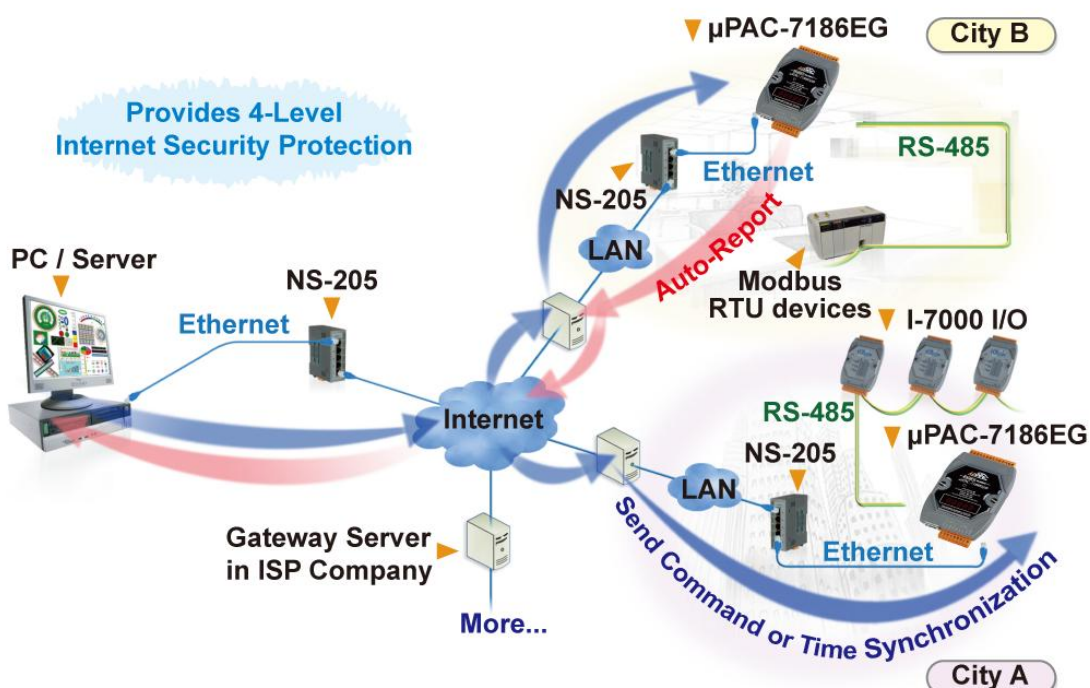 µPAC-7186EG
City B
Provides 4-Level
Internet Security Protection
RS-485
Ethernet
NS-205
LAN
Auto-Report
Modbus
RTU devices
PC / Server
NS-205
Ethernet
I-7000 I/O
Internet
RS-485
µPAC-7186EG
NS-205
LAN
Gateway Server
in ISP Company
Ethernet
Send Command or Time Synchronization
More...
City A